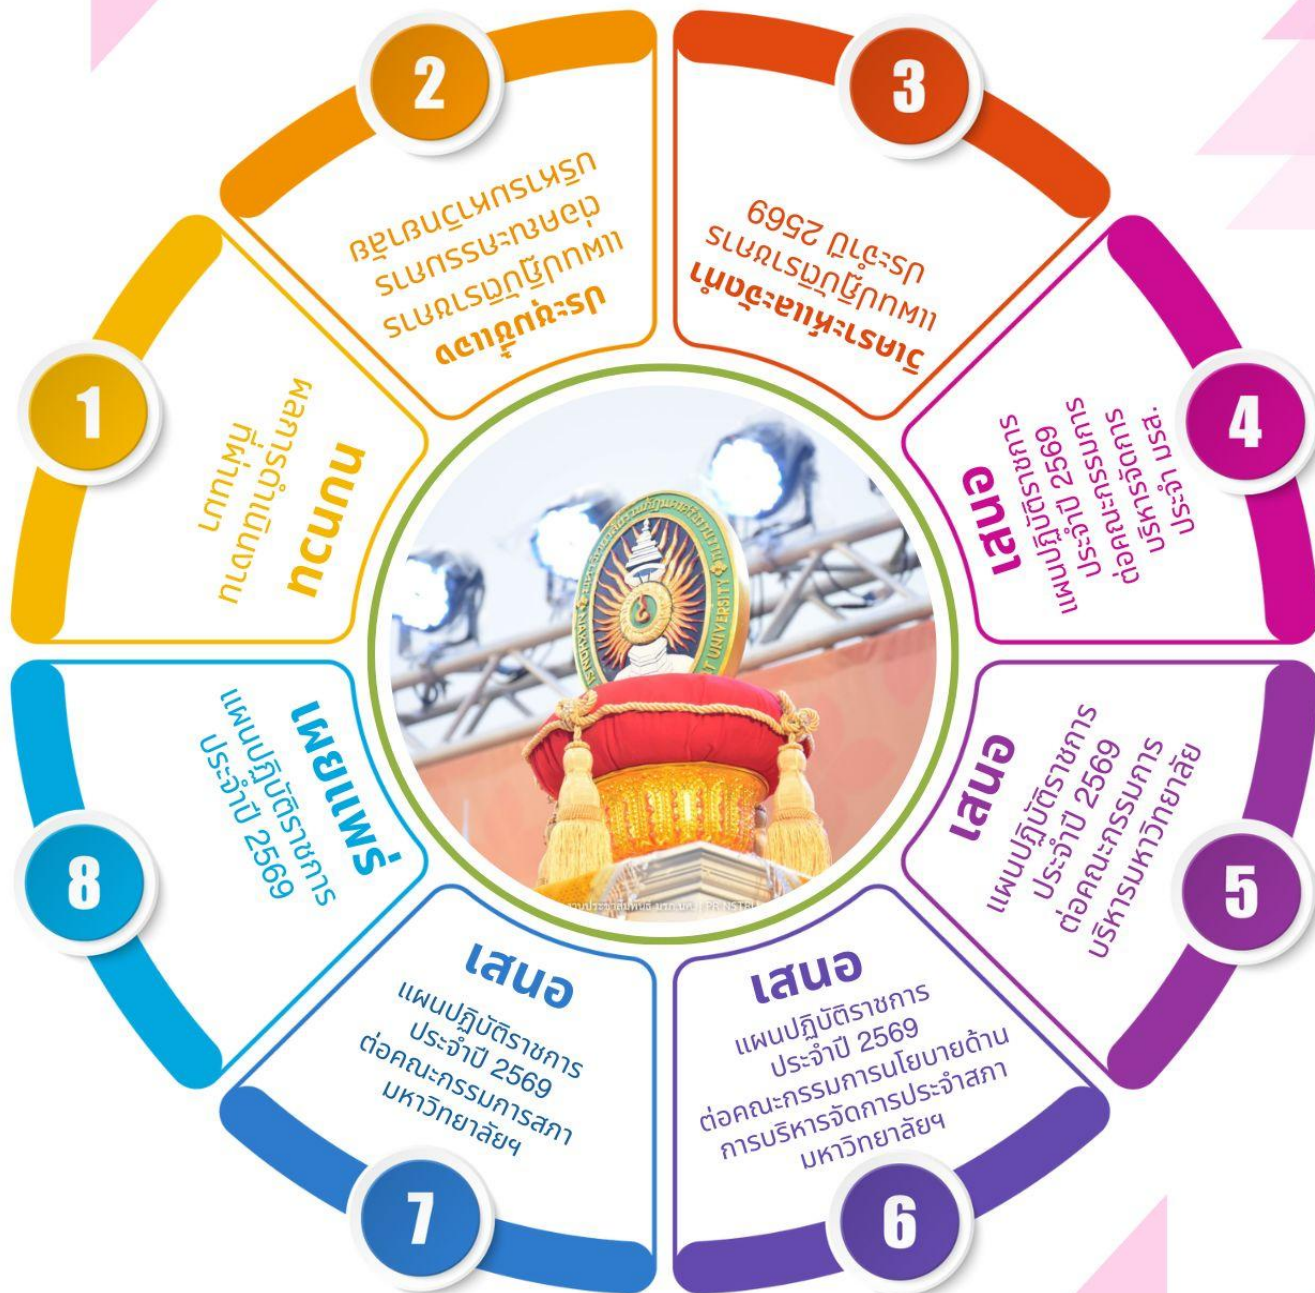 1
ทบทวน
ผลการดำเนินงาน
ที่ผ่านมา
2
ประชุมชี้แจง
แผนปฏิบัติราชการ
ต่อคณะกรรมการ
บริหารมหาวิทยาลัย
3
วิเคราะห์และจัดทำ
แผนปฏิบัติราชการ
ประจำปี 2569
4
เสนอ
แผนปฏิบัติราชการ
ประจำปี 2569
ต่อคณะกรรมการ
บริหารจัดการ
ประจำ มรส.
5
เสนอ
แผนปฏิบัติราชการ
ประจำปี 2569
ต่อคณะกรรมการ
บริหารมหาวิทยาลัย
6
เสนอ
แผนปฏิบัติราชการ
ประจำปี 2569
ต่อคณะกรรมการนโยบายด้าน
การบริหารจัดการประจำสภา
มหาวิทยาลัยฯ
7
เสนอ
แผนปฏิบัติราชการ
ประจำปี 2569
ต่อคณะกรรมการสภา
มหาวิทยาลัยฯ
8
เผยแพร่
แผนปฏิบัติราชการ
ประจำปี 2569
UNIVERSITY